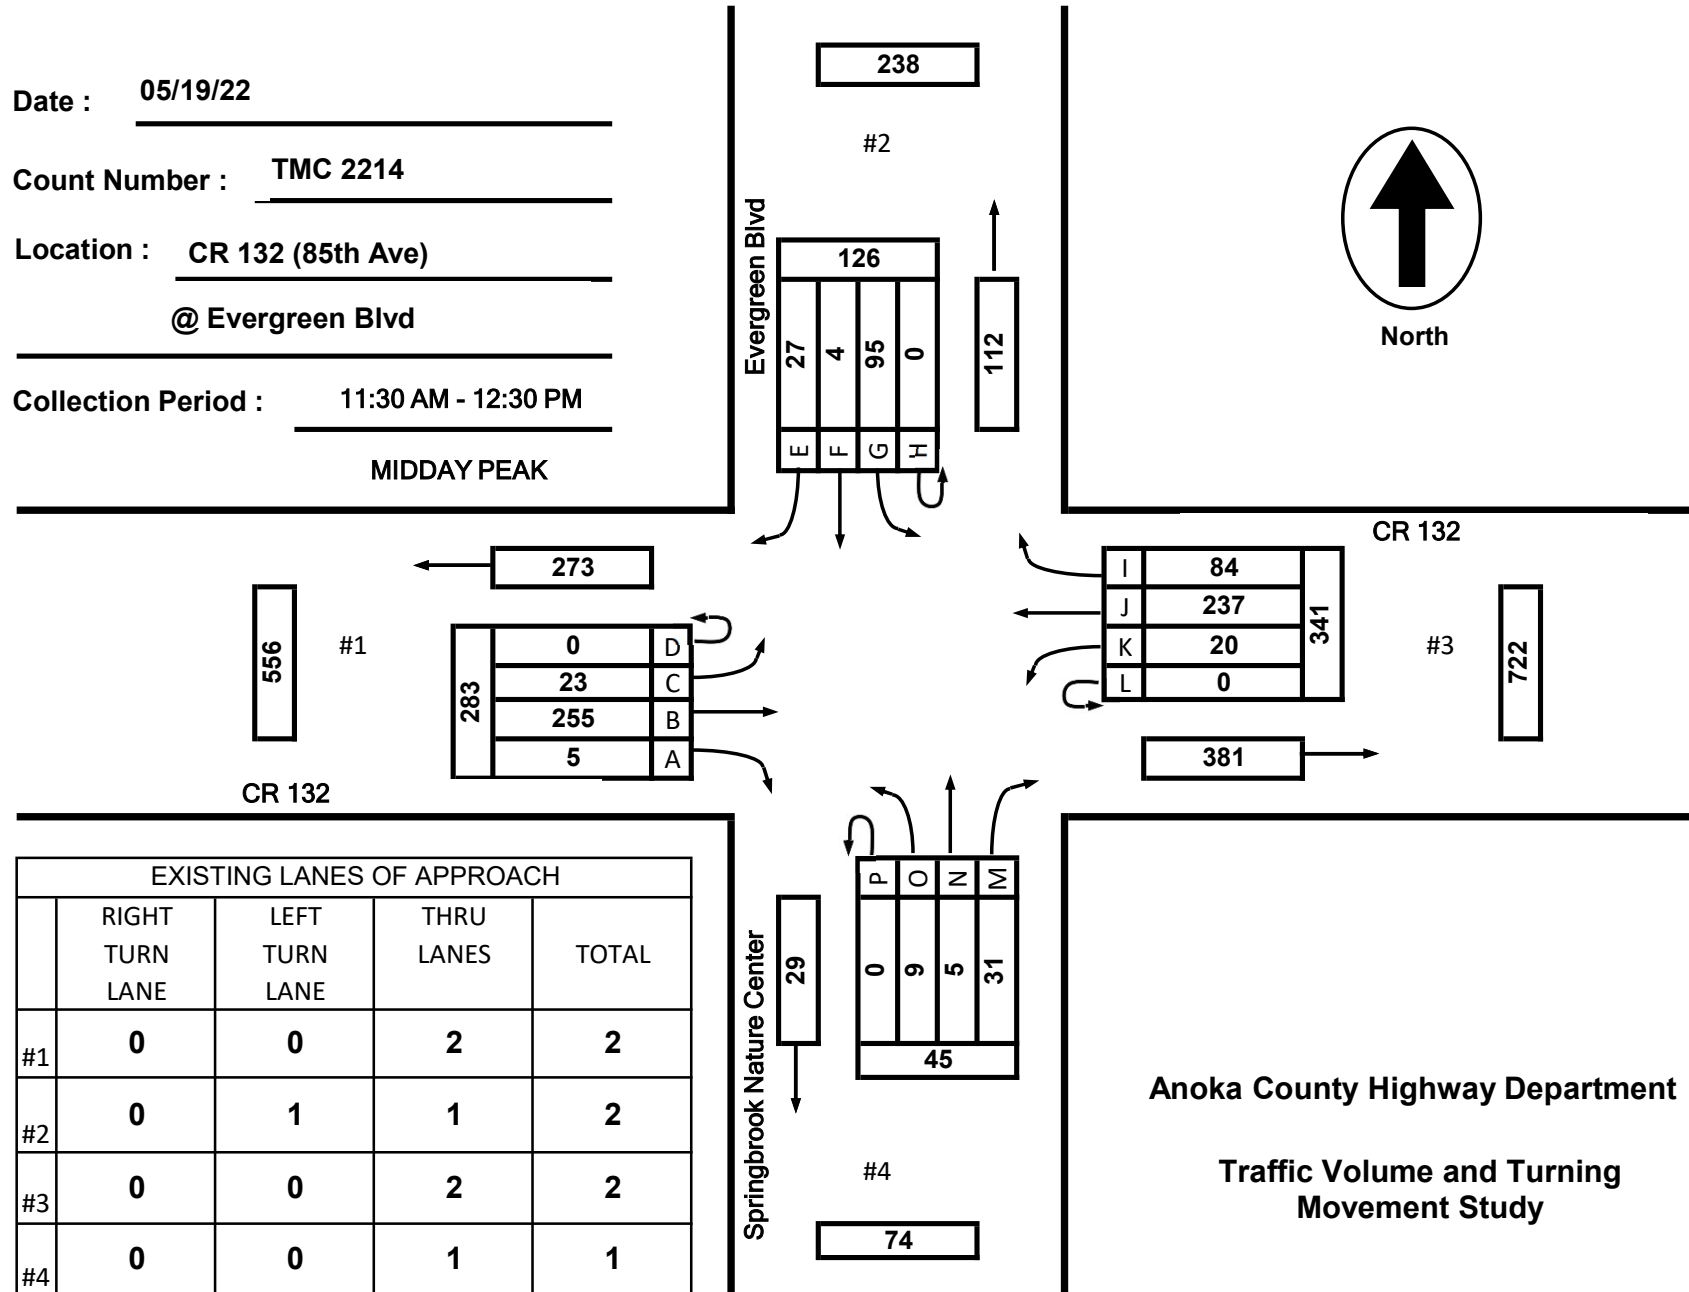 Date : 05/19/22
Count Number : TMC 2214
Location : CR 132 (85th Ave)
@ Evergreen Blvd
Collection Period : 11:30 AM - 12:30 PM
MIDDAY PEAK
238
#2
Evergreen Blvd
126
27 4 95 0
E F G H
112
North
CR 132
273
556
#1
283
0 D
23 C
255 B
5 A
CR 132
I 84
J 237
K 20
L 0
341
#3
722
381
P O N M
0 9 5 31
45
29
Springbrook Nature Center
#4
74
EXISTING LANES OF APPROACH
RIGHT TURN LANE
LEFT TURN LANE
THRU LANES
TOTAL
#1 0 0 2 2
#2 0 1 1 2
#3 0 0 2 2
#4 0 0 1 1
Anoka County Highway Department
Traffic Volume and Turning
Movement Study